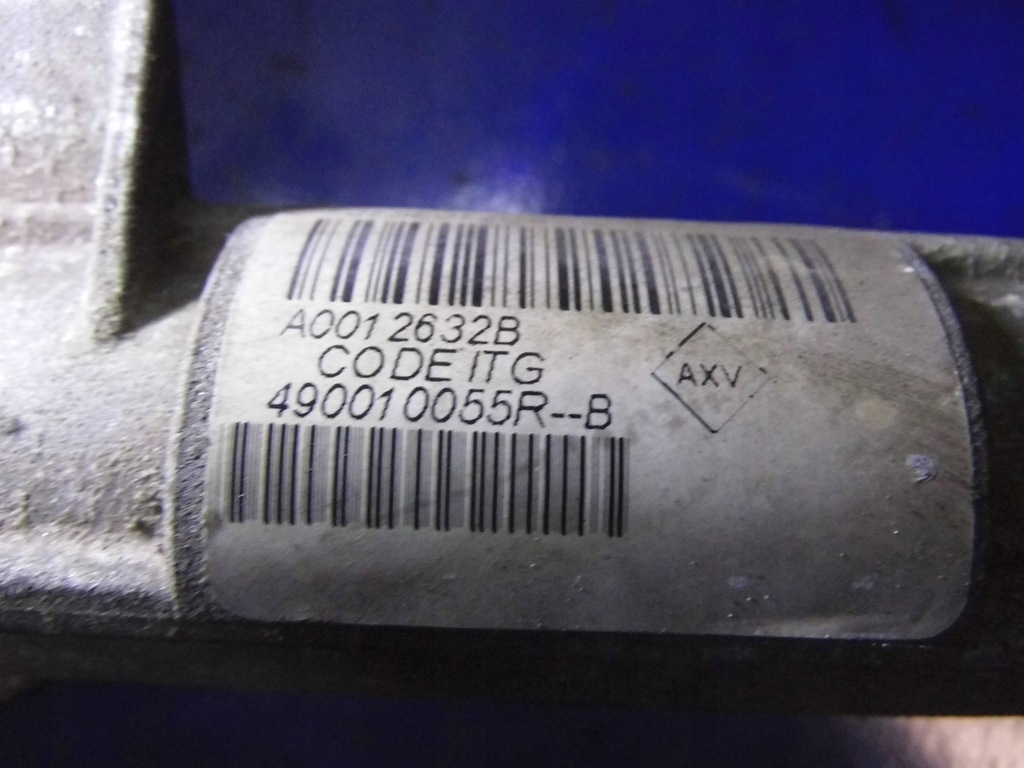 A0012632B
CODE ITG
490010055R--B
AXV